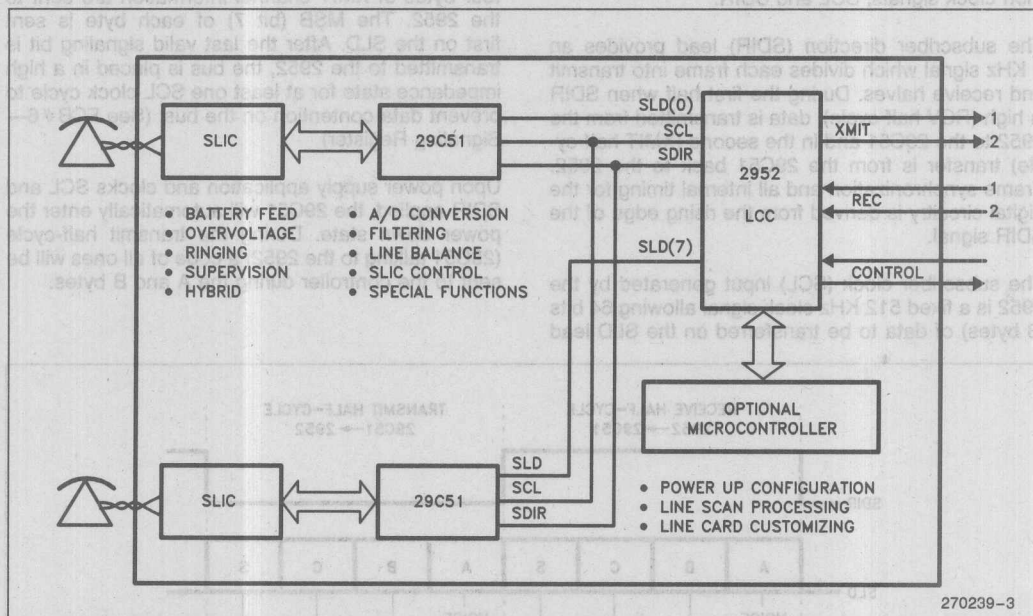 SLIC
29C51
SLD(0)
SCL
SDIR
SLD(7)
2952
LCC
XMIT
REC
2
CONTROL
• BATTERY FEED
• OVERVOLTAGE
• RINGING
• SUPERVISION
• HYBRID
• A/D CONVERSION
• FILTERING
• LINE BALANCE
• SLIC CONTROL
• SPECIAL FUNCTIONS
OPTIONAL
MICROCONTROLLER
SLIC
29C51
SLD
SCL
SDIR
• POWER UP CONFIGURATION
• LINE SCAN PROCESSING
• LINE CARD CUSTOMIZING
270239-3